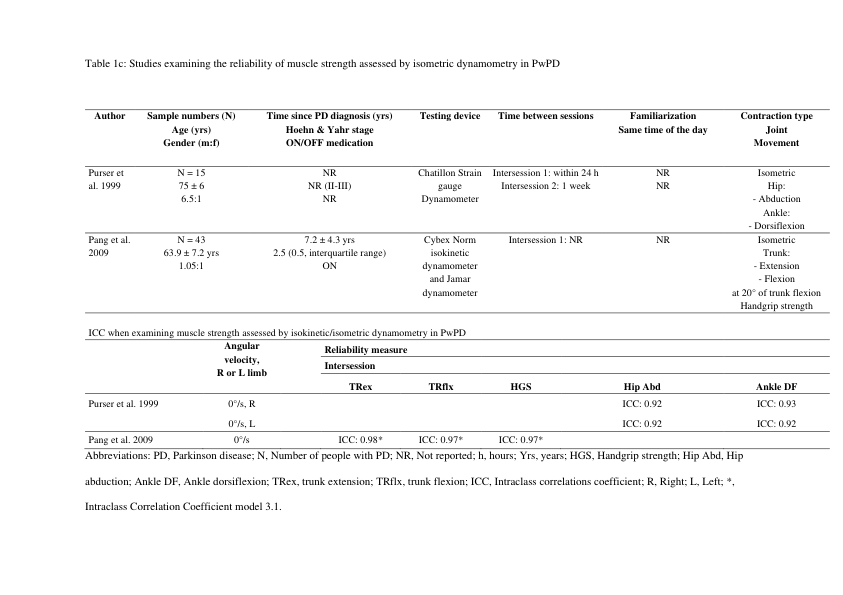 Table 1c: Studies examining the reliability of muscle strength assessed by isometric dynamometry in PwPD
Author Sample numbers (N) Time since PD diagnosis (yrs) Testing device Time between sessions Familiarization Contraction type
Age (yrs) Hoehn & Yahr stage Same time of the day Joint
Gender (m:f) ON/OFF medication Movement
Purser et N = 15 NR Chatillon Strain Intersession 1: within 24 h NR Isometric
al. 1999 75 ± 6 NR (II-III) gauge Intersession 2: 1 week NR Hip:
6.5:1 NR Dynamometer - Abduction
Ankle:
- Dorsiflexion
Pang et al. N = 43 7.2 ± 4.3 yrs Cybex Norm Intersession 1: NR NR Isometric
2009 63.9 ± 7.2 yrs 2.5 (0.5, interquartile range) isokinetic Trunk:
1.05:1 ON dynamometer - Extension
and Jamar - Flexion
dynamometer at 20° of trunk flexion
Handgrip strength
ICC when examining muscle strength assessed by isokinetic/isometric dynamometry in PwPD
Angular Reliability measure
velocity, Intersession
R or L limb
TRex TRflx HGS Hip Abd Ankle DF
Purser et al. 1999 0°/s, R ICC: 0.92 ICC: 0.93
0°/s, L ICC: 0.92 ICC: 0.92
Pang et al. 2009 0°/s ICC: 0.98* ICC: 0.97* ICC: 0.97*
Abbreviations: PD, Parkinson disease; N, Number of people with PD; NR, Not reported; h, hours; Yrs, years; HGS, Handgrip strength; Hip Abd, Hip
abduction; Ankle DF, Ankle dorsiflexion; TRex, trunk extension; TRflx, trunk flexion; ICC, Intraclass correlations coefficient; R, Right; L, Left; *,
Intraclass Correlation Coefficient model 3.1.